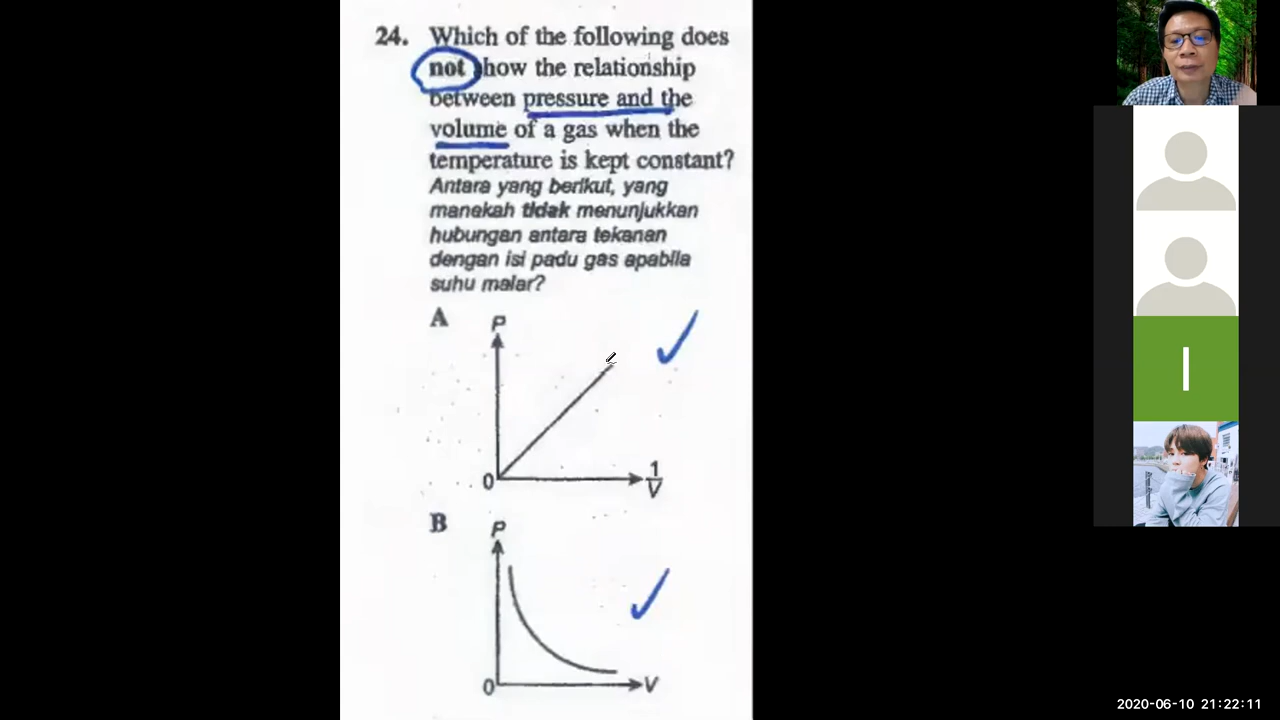 24. Which of the following does
not show the relationship
between pressure and the
volume of a gas when the
temperature is kept constant?
Antara yang berikut, yang
manakah tidak menunjukkan
hubungan antara tekanan
dengan isi padu gas apabila
suhu malar?
A
P
0
1/V
B
P
0
V
I
2020-06-10 21:22:11